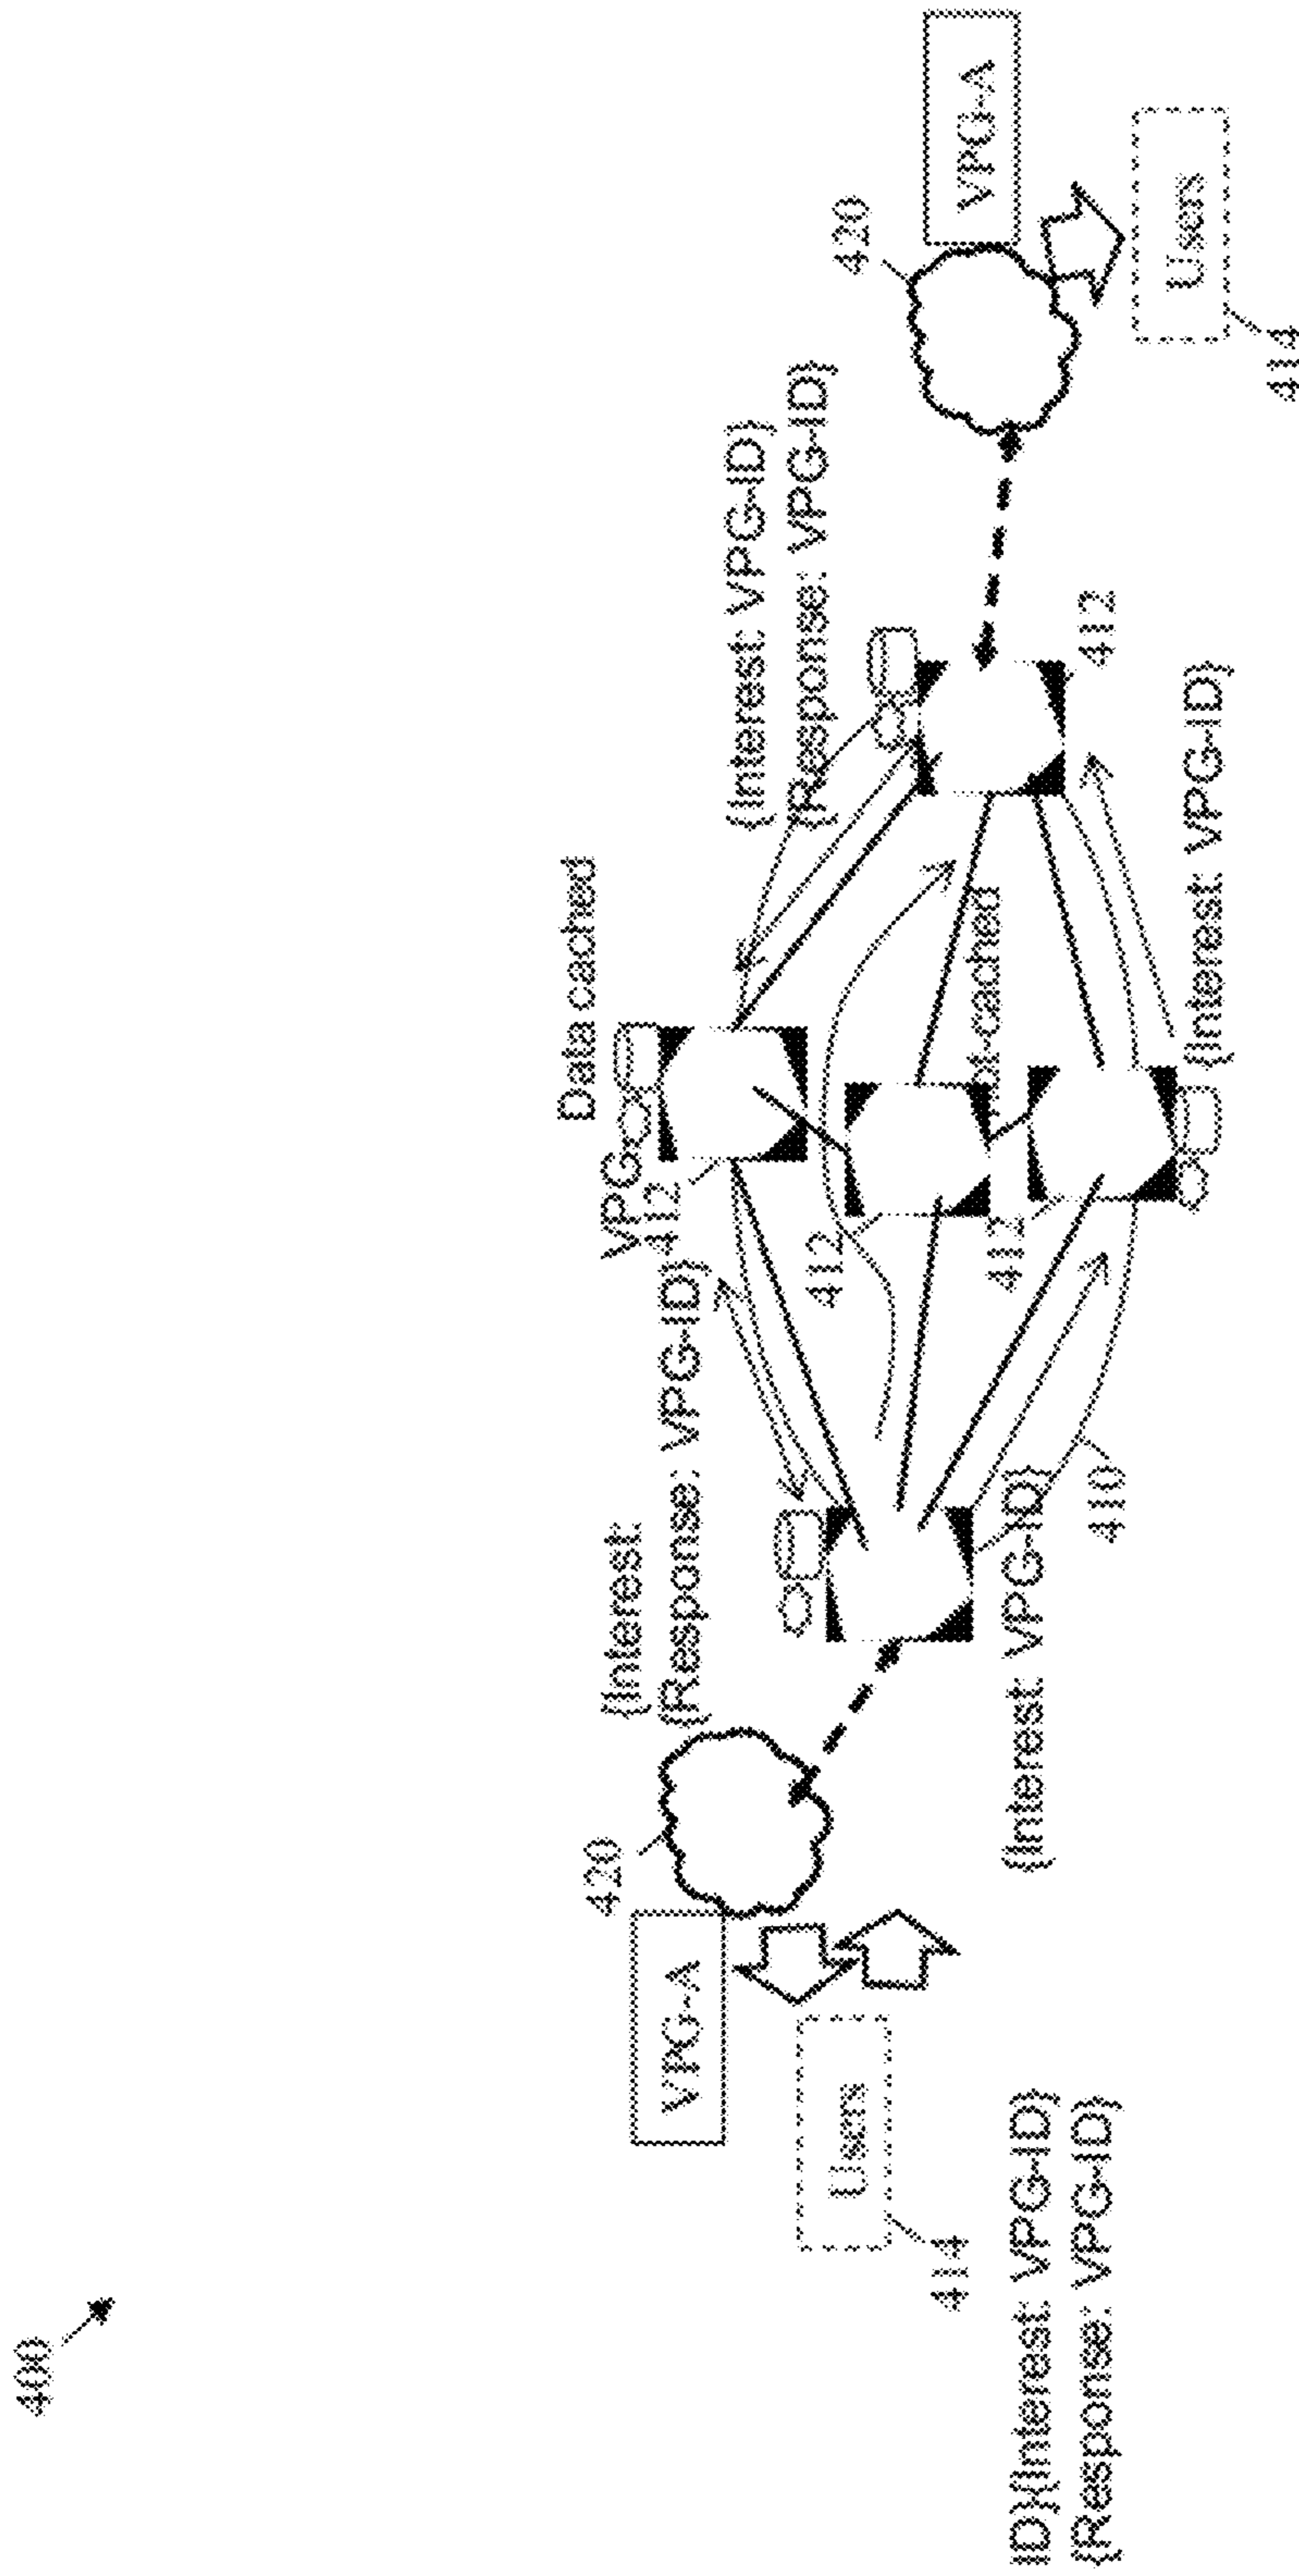 400
Data cached
{Interest: VPG-ID}
{Response: VPG-ID}
420
VPG-A
Users
414
VPG
412
{Interest:
{Response: VPG-ID}
420
VPG-A
Users
414
412
412
412
{Interest: VPG-ID}
410
{Interest: VPG-ID}
ID}{Interest: VPG-ID}
{Response: VPG-ID}